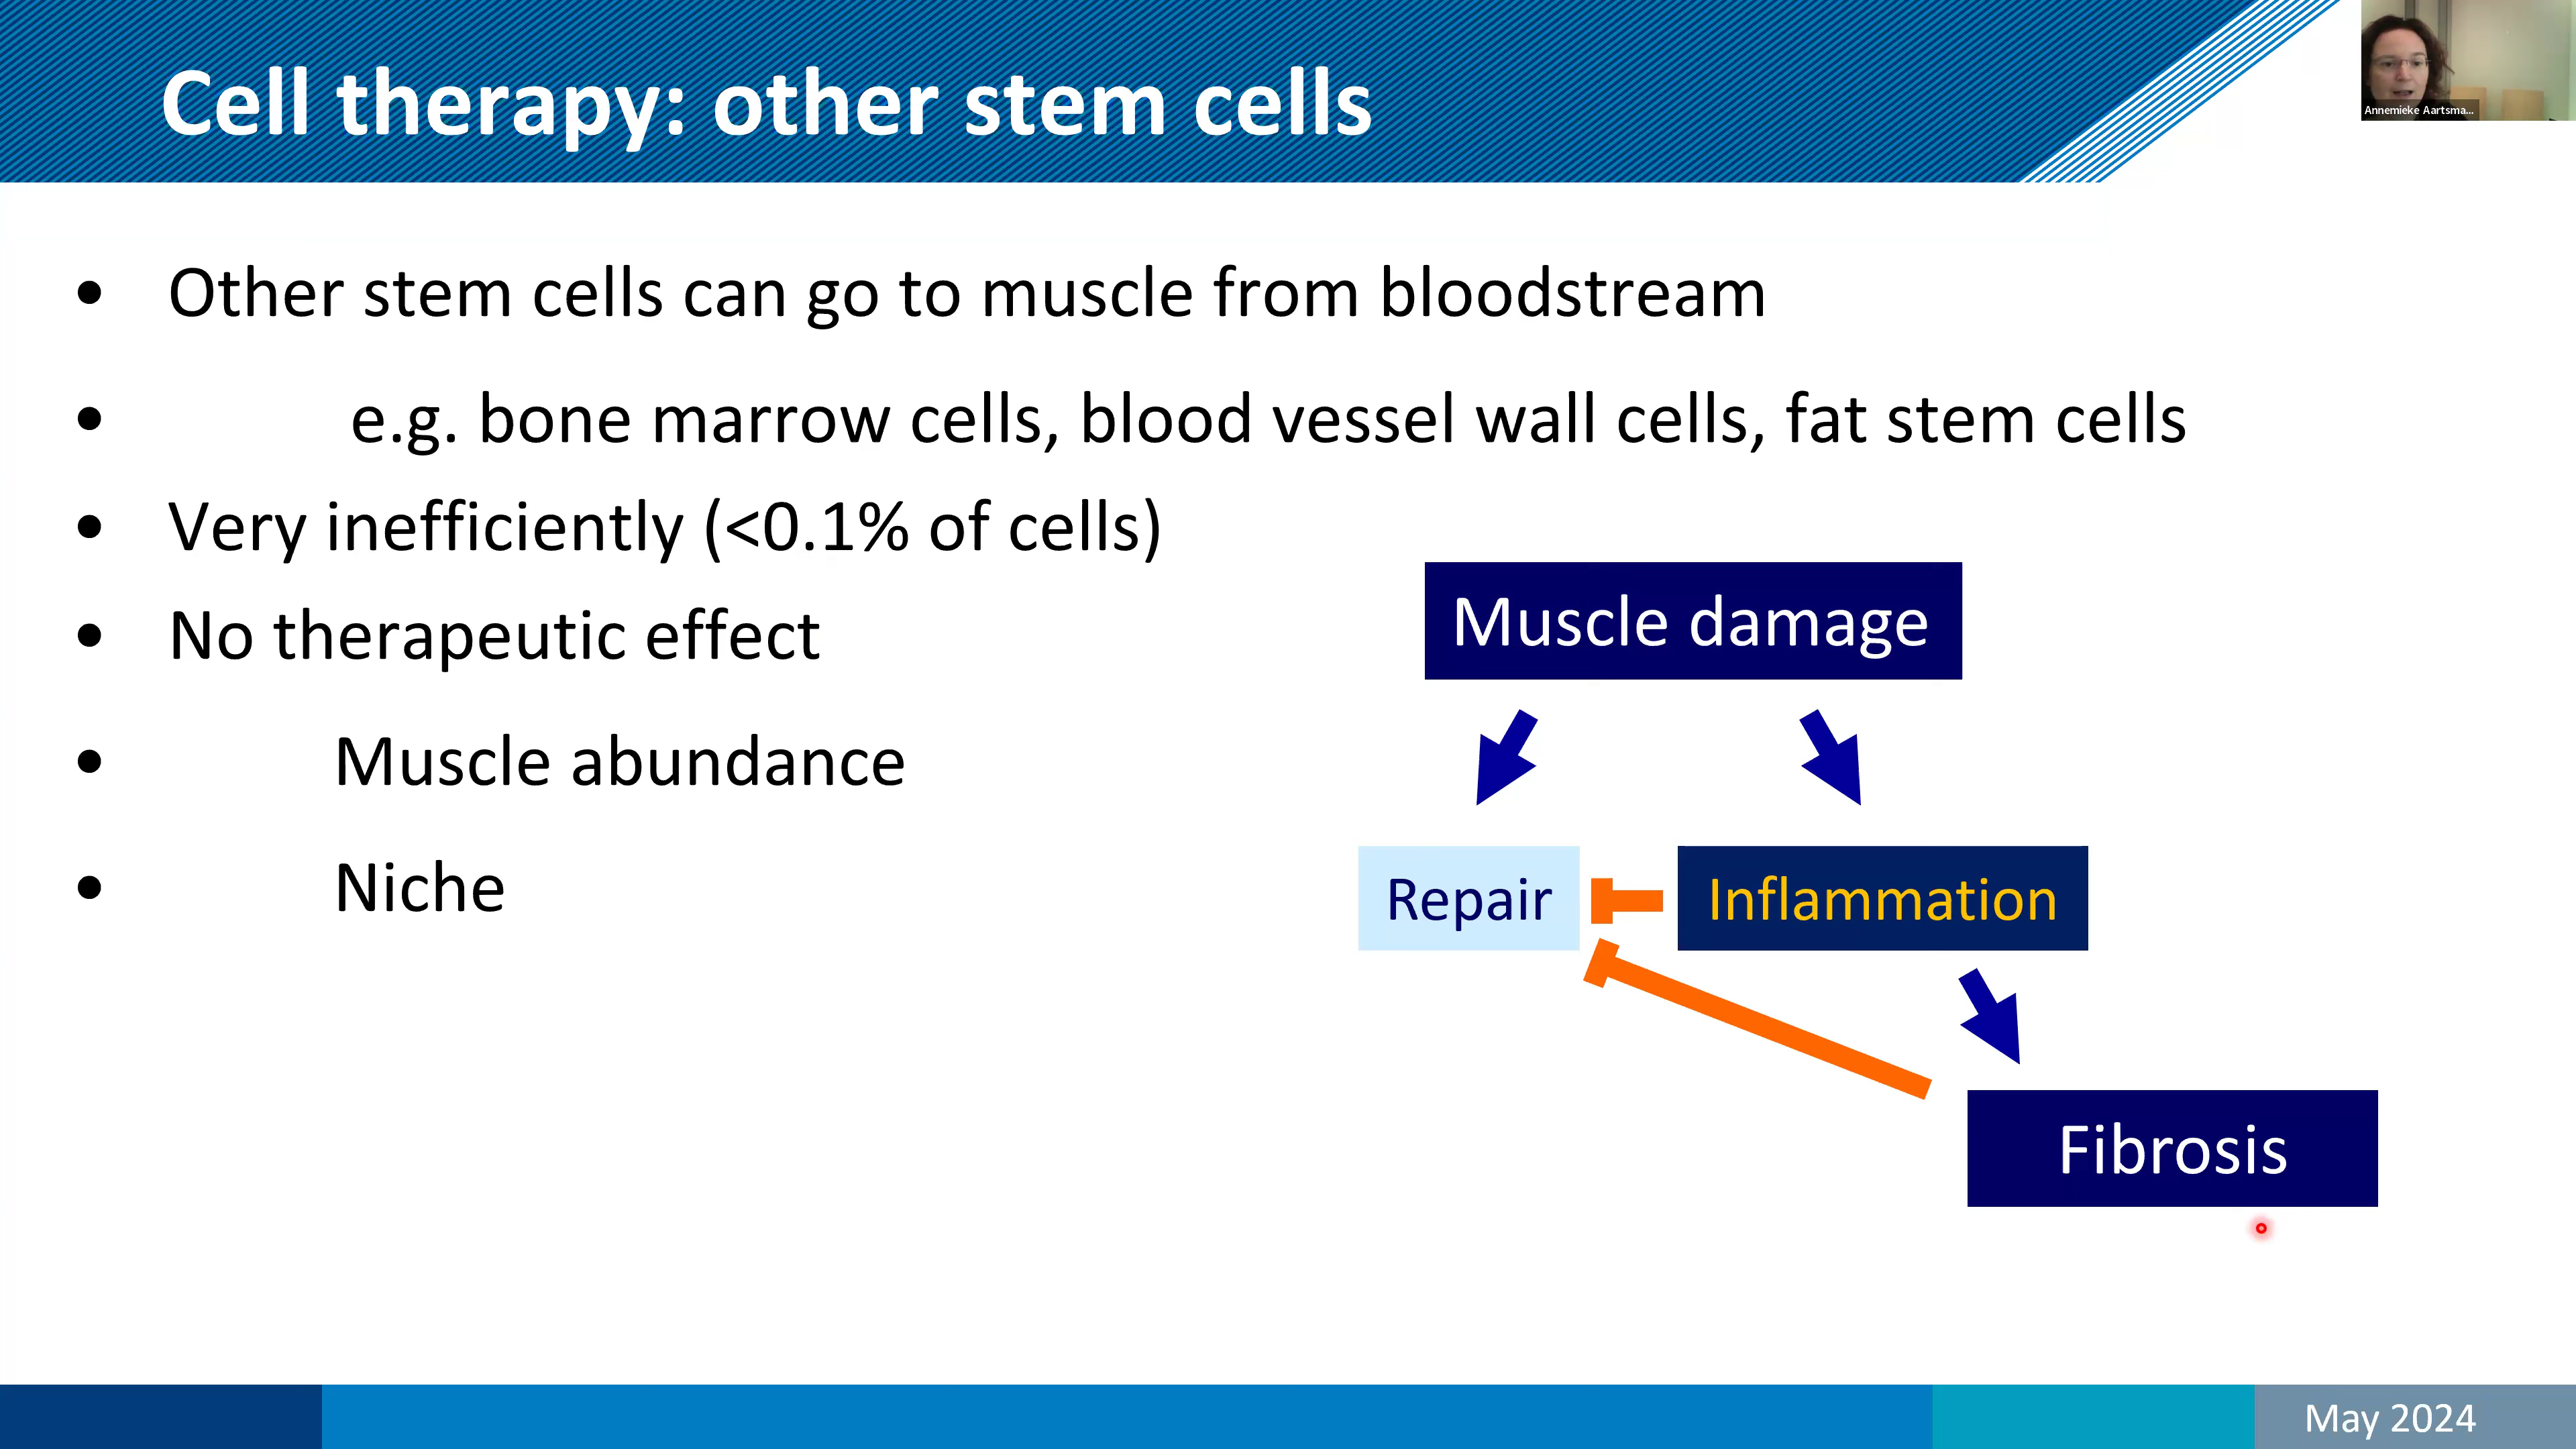 Cell therapy: other stem cells
Annemieke Aartsma...
• Other stem cells can go to muscle from bloodstream
• e.g. bone marrow cells, blood vessel wall cells, fat stem cells
• Very inefficiently (<0.1% of cells)
• No therapeutic effect
• Muscle abundance
• Niche
Muscle damage
Repair
Inflammation
Fibrosis
May 2024